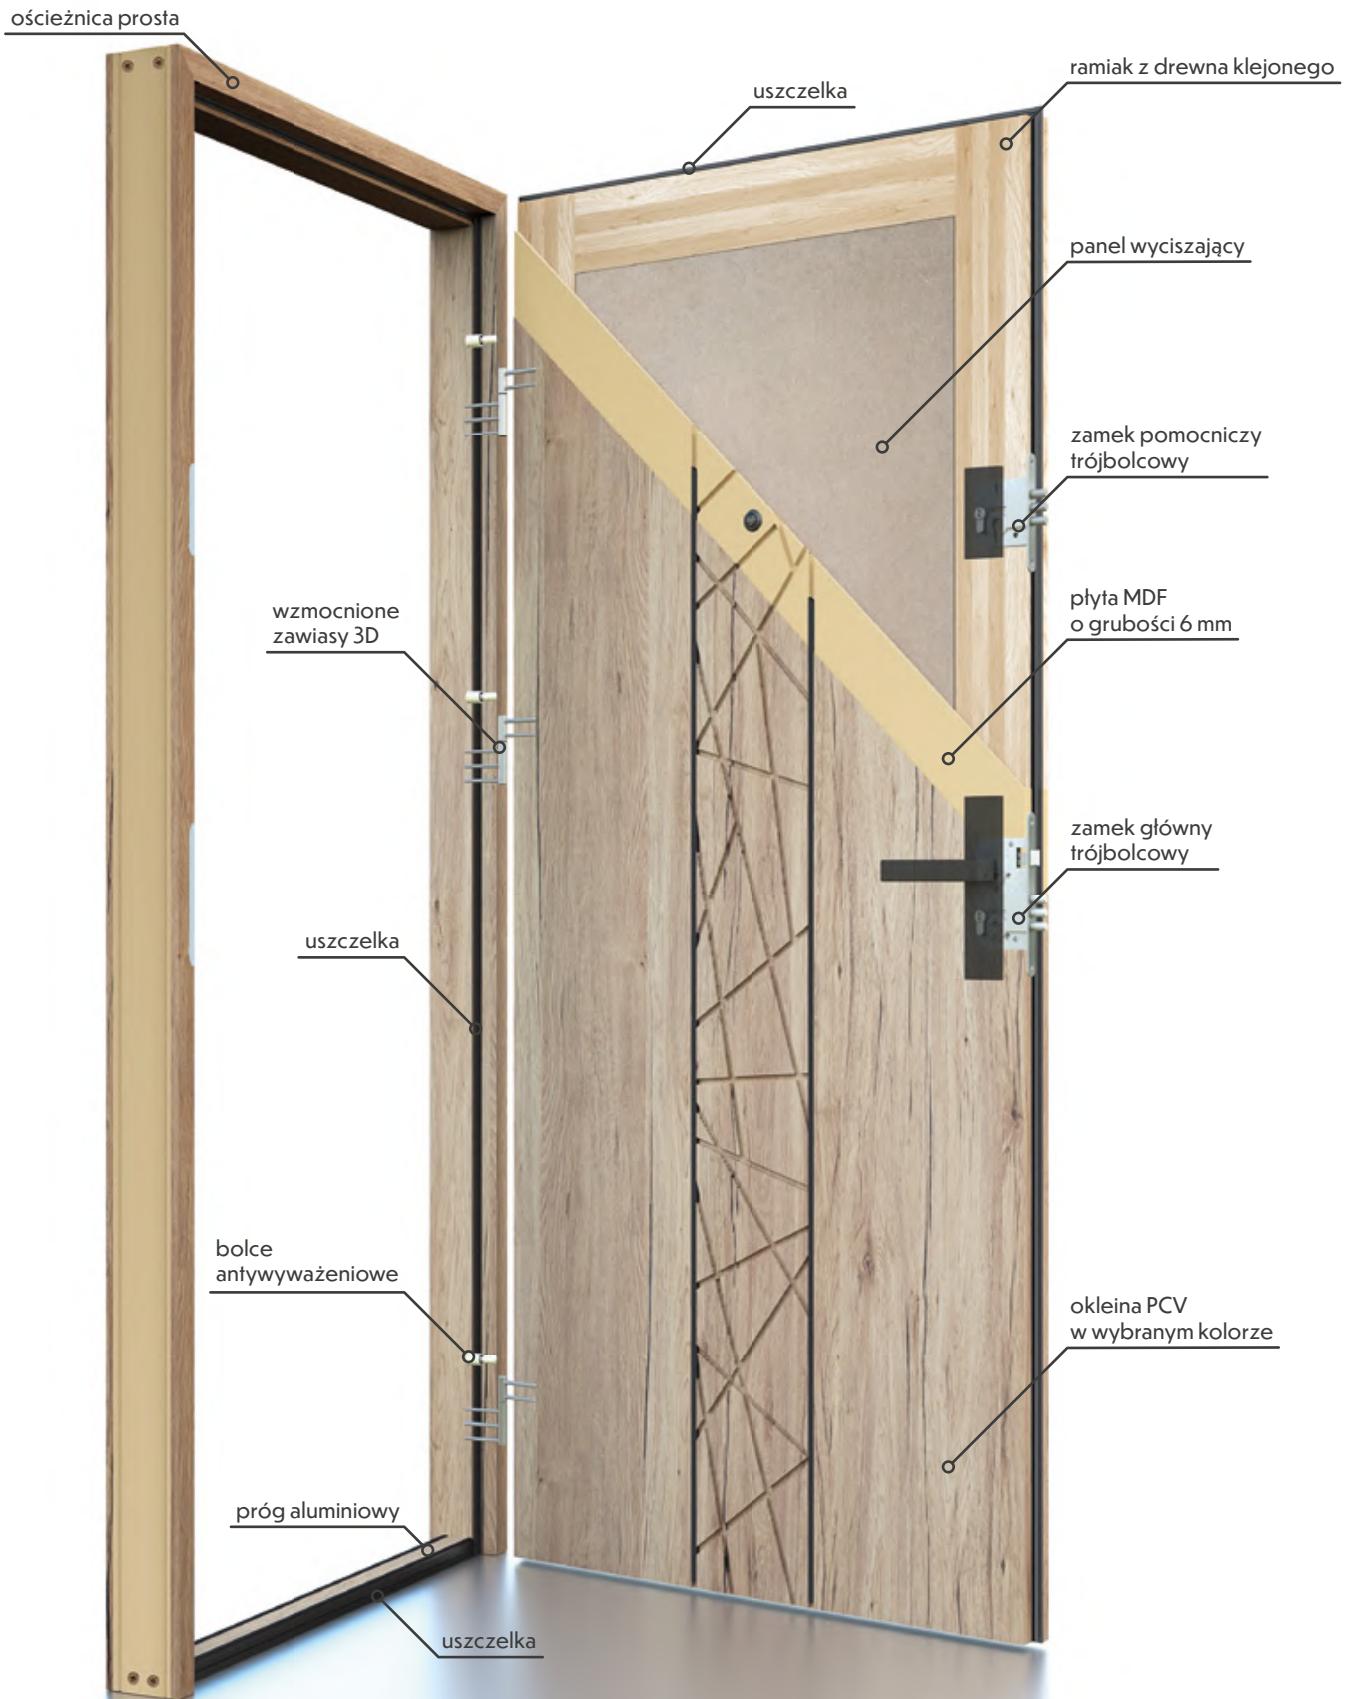 ościeżnica prosta
ramiak z drewna klejonego
uszczelka
panel wyciszający
zamek pomocniczy
trójbolcowy
wzmocnione
zawiasy 3D
płyta MDF
o grubości 6 mm
zamek główny
trójbolcowy
uszczelka
bolce
antywyważeniowe
okleina PCV
w wybranym kolorze
próg aluminiowy
uszczelka